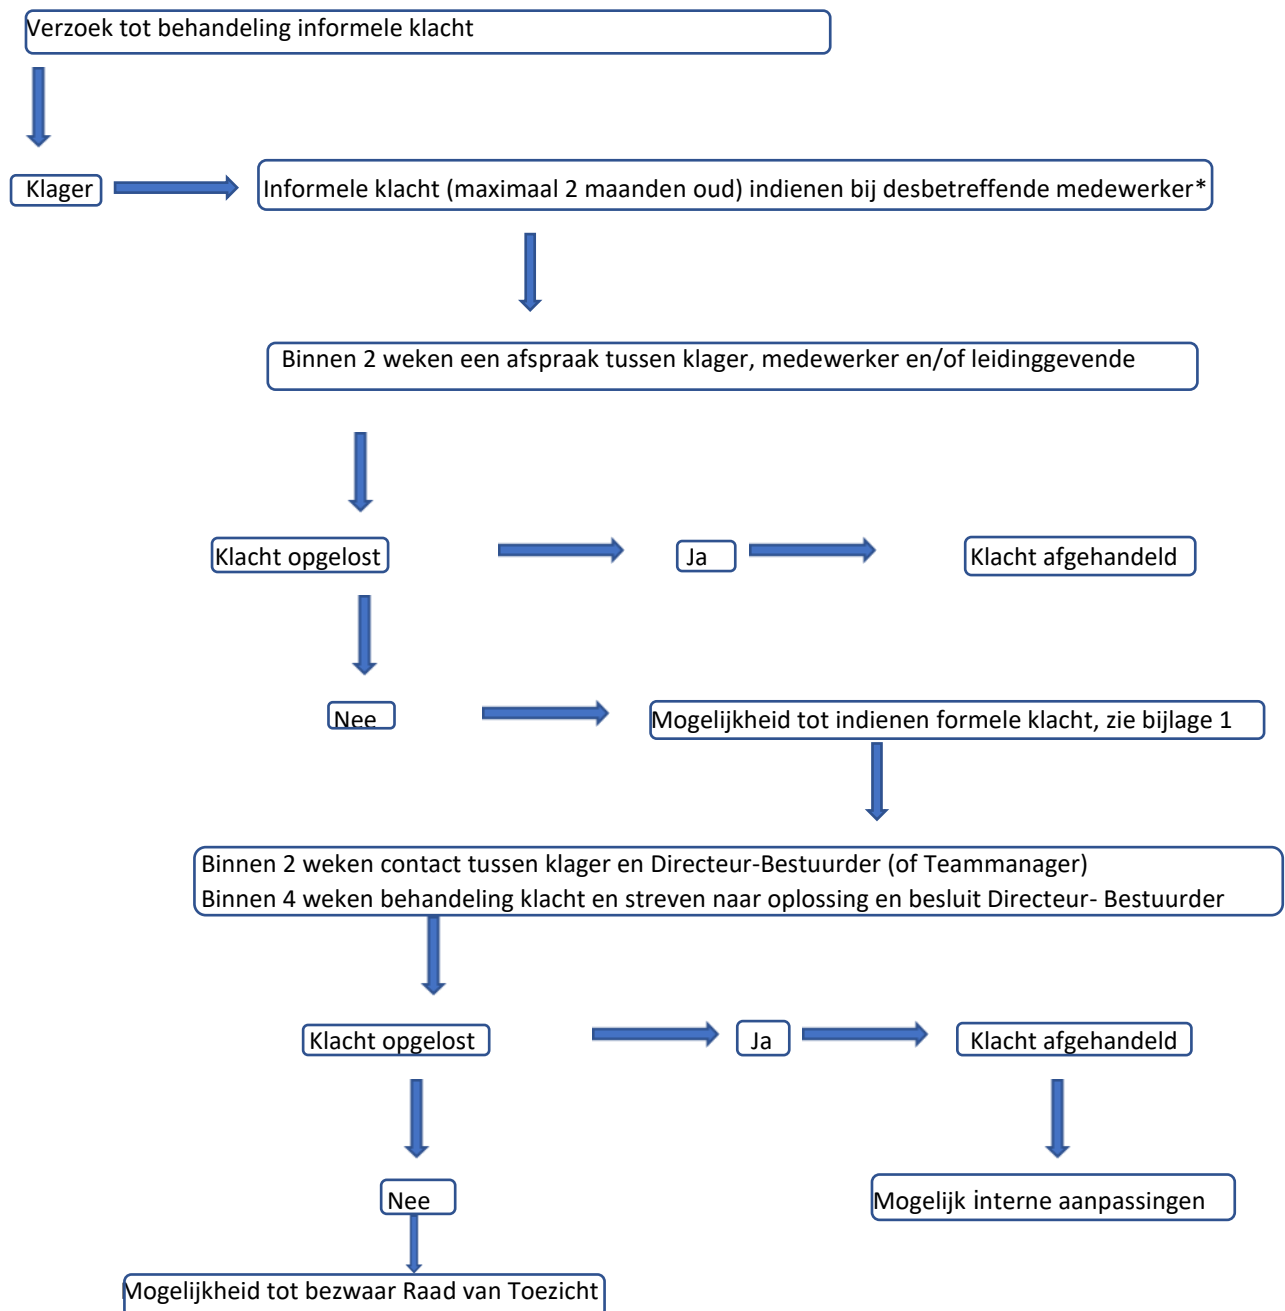 Verzoek tot behandeling informele klacht
Klager
Informele klacht (maximaal 2 maanden oud) indienen bij desbetreffende medewerker*
Binnen 2 weken een afspraak tussen klager, medewerker en/of leidinggevende
Klacht opgelost
Ja
Klacht afgehandeld
Nee
Mogelijkheid tot indienen formele klacht, zie bijlage 1
Binnen 2 weken contact tussen klager en Directeur-Bestuurder (of Teammanager)
Binnen 4 weken behandeling klacht en streven naar oplossing en besluit Directeur- Bestuurder
Klacht opgelost
Ja
Klacht afgehandeld
Nee
Mogelijk interne aanpassingen
Mogelijkheid tot bezwaar Raad van Toezicht